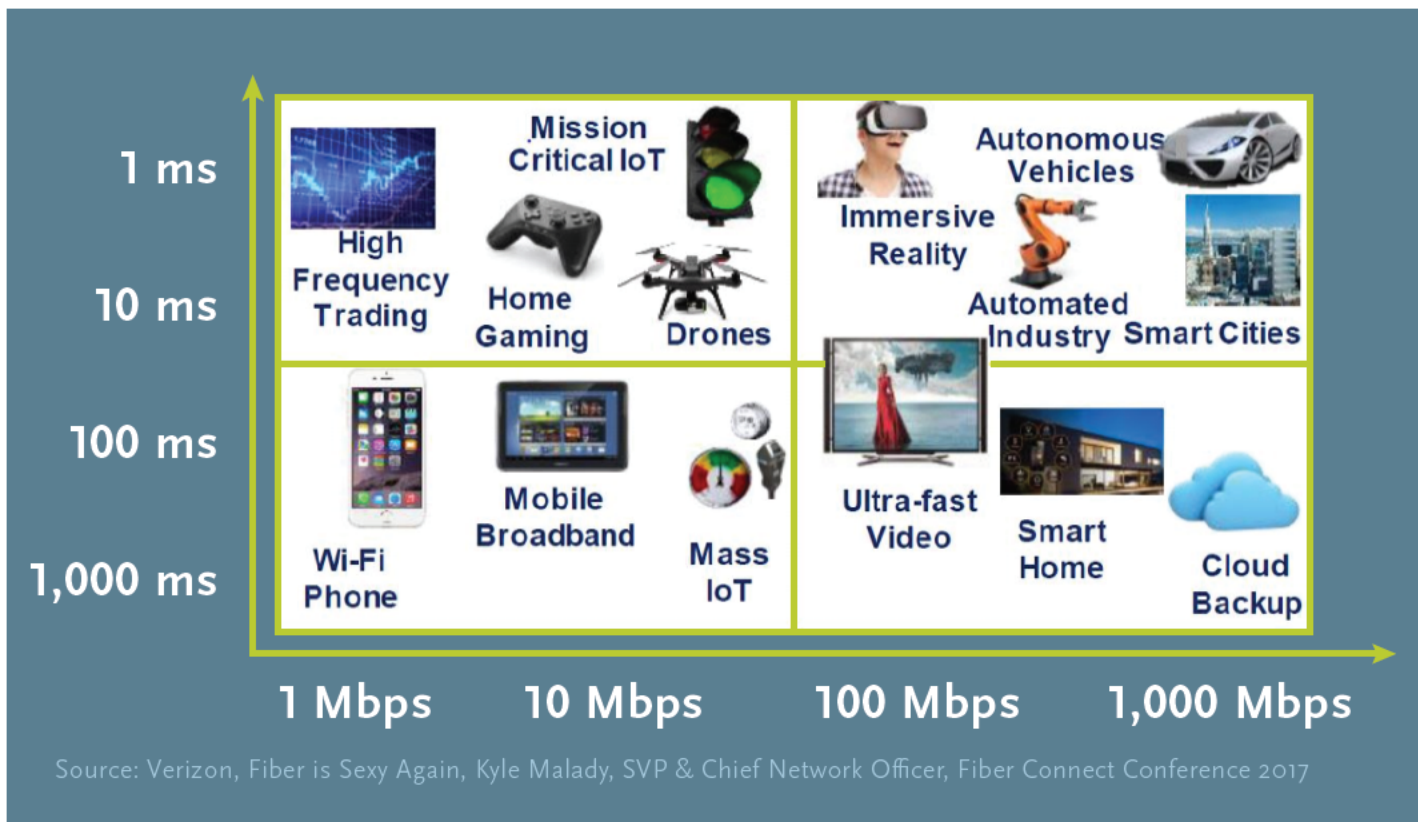 1 ms
10 ms
100 ms
1,000 ms
High
Frequency
Trading
Mission
Critical IoT
Home
Gaming
Drones
Immersive
Reality
Autonomous
Vehicles
Automated
Industry
Smart Cities
Wi-Fi
Phone
Mobile
Broadband
Mass
IoT
Ultra-fast
Video
Smart
Home
Cloud
Backup
1 Mbps
10 Mbps
100 Mbps
1,000 Mbps
Source: Verizon, Fiber is Sexy Again, Kyle Malady, SVP & Chief Network Officer, Fiber Connect Conference 2017